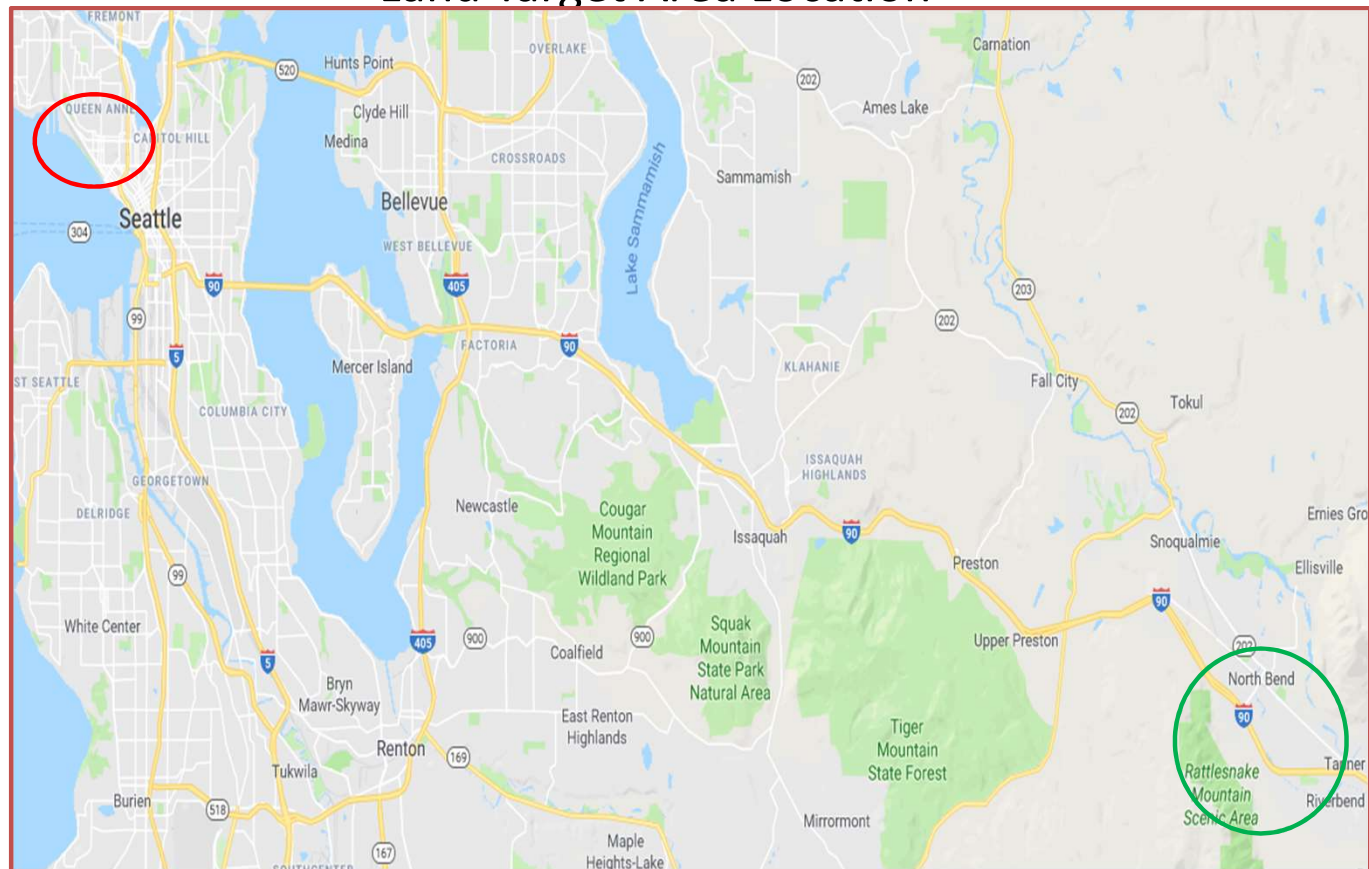 Land Target Area Location
FREMONT
OVERLAKE
Carnation
Hunts Point
520
202
QUEEN ANNE
Clyde Hill
Ames Lake
CAPITOL HILL
Medina
CROSSROADS
Sammamish
Lake Sammamish
Bellevue
Seattle
304
WEST BELLEVUE
90
405
203
99
202
5
FACTORIA
90
Mercer Island
KLAHANIE
ST SEATTLE
Fall City
COLUMBIA CITY
Tokul
202
ISSAQUAH
HIGHLANDS
GEORGETOWN
DELRIDGE
Newcastle
Cougar
Mountain
Regional
Wildland Park
Issaquah
90
Ernies Gro
Snoqualmie
Preston
Ellisville
99
90
White Center
405
900
900
Coalfield
Squak
Mountain
State Park
Natural Area
Upper Preston
202
5
North Bend
Bryn
Mawr-Skyway
East Renton
Highlands
90
Tiger
Mountain
State Forest
Renton
169
Tukwila
Tanner
Rattlesnake
Mountain
Scenic Area
Riverbend
Burien
518
Mirrormont
167
Maple
Heights-Lake
SOUTHCENTER